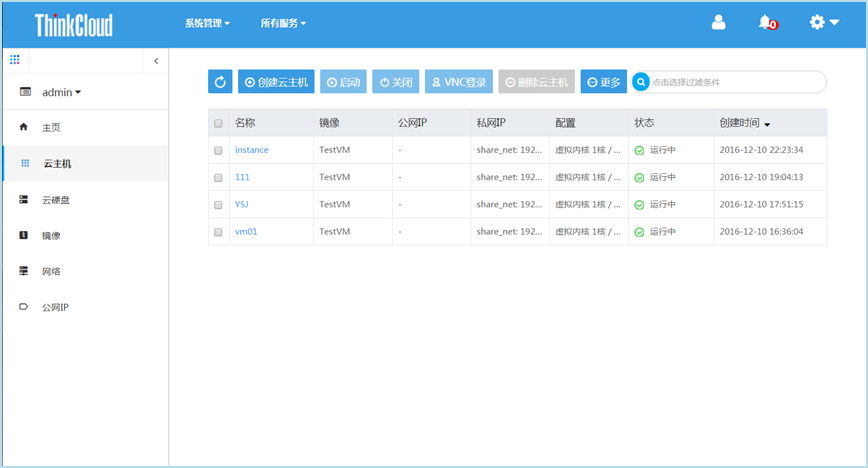 ThinkCloud
系统管理 所有服务 0
admin
主页
云主机
云硬盘
镜像
网络
公网IP
创建云主机 启动 关闭 VNC登录 删除云主机 更多 点击选择过滤条件
名称 镜像 公网IP 私网IP 配置 状态 创建时间
instance TestVM - share_net: 192... 虚拟内核 1核 / ... 运行中 2016-12-10 22:23:34
111 TestVM - share_net: 192... 虚拟内核 1核 / ... 运行中 2016-12-10 19:04:13
YSJ TestVM - share_net: 192... 虚拟内核 1核 / ... 运行中 2016-12-10 17:51:15
vm01 TestVM - share_net: 192... 虚拟内核 1核 / ... 运行中 2016-12-10 16:36:04